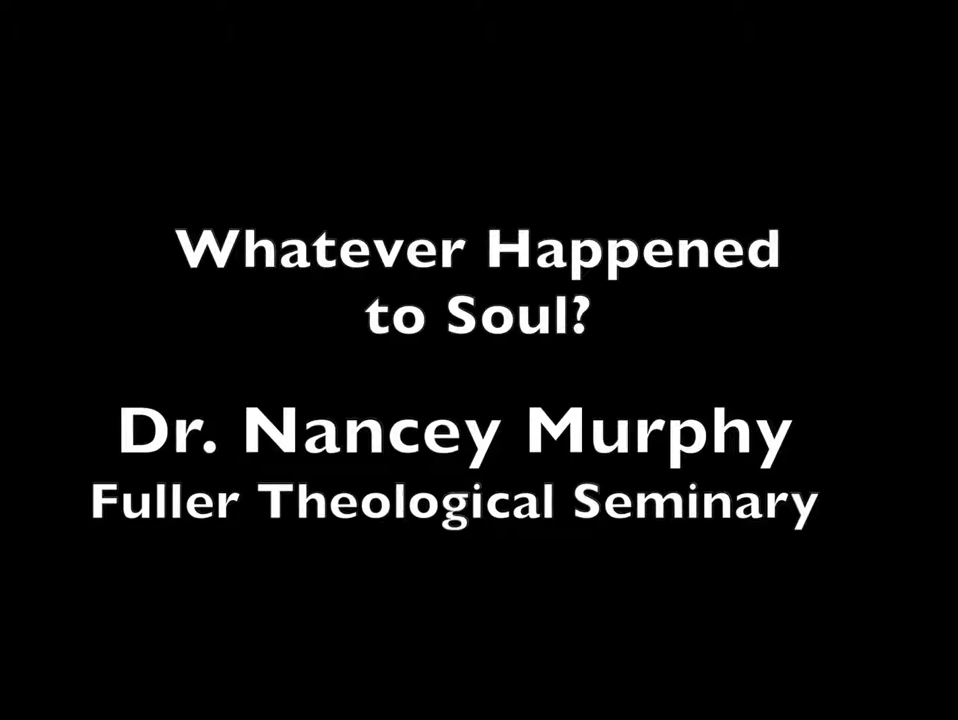 Whatever Happened
to Soul?
Dr. Nancey Murphy
Fuller Theological Seminary